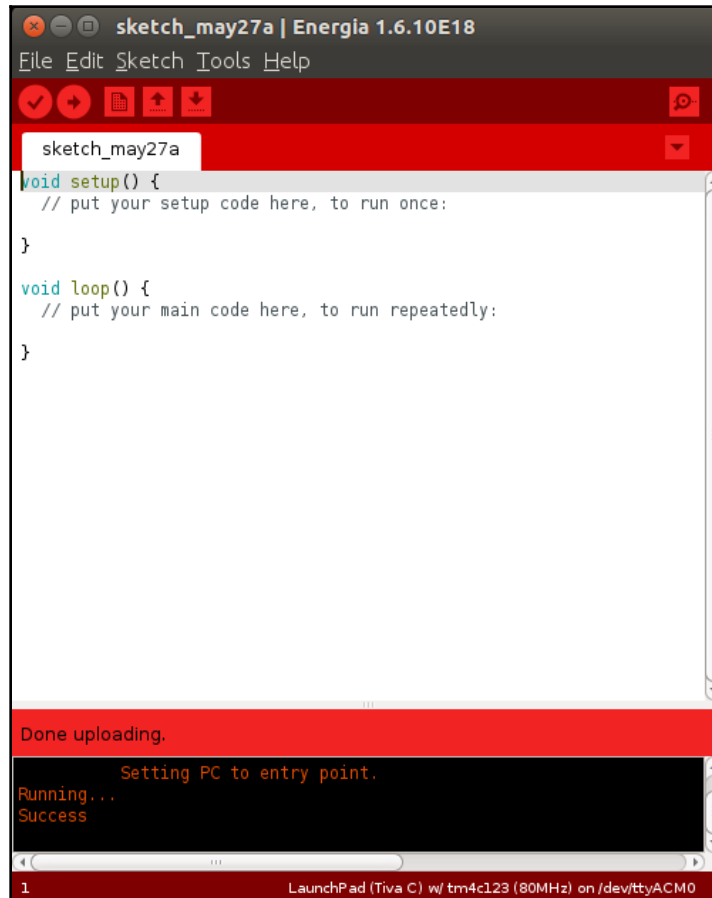 sketch_may27a | Energia 1.6.10E18
File Edit Sketch Tools Help
sketch_may27a
void setup() {
  // put your setup code here, to run once:
}
void loop() {
  // put your main code here, to run repeatedly:
}
Done uploading.
Setting PC to entry point.
Running...
Success
1 LaunchPad (Tiva C) w/ tm4c123 (80MHz) on /dev/ttyACM0